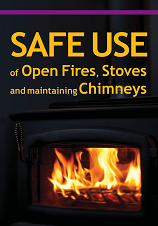 SAFE USE
of Open Fires, Stoves
and maintaining Chimneys